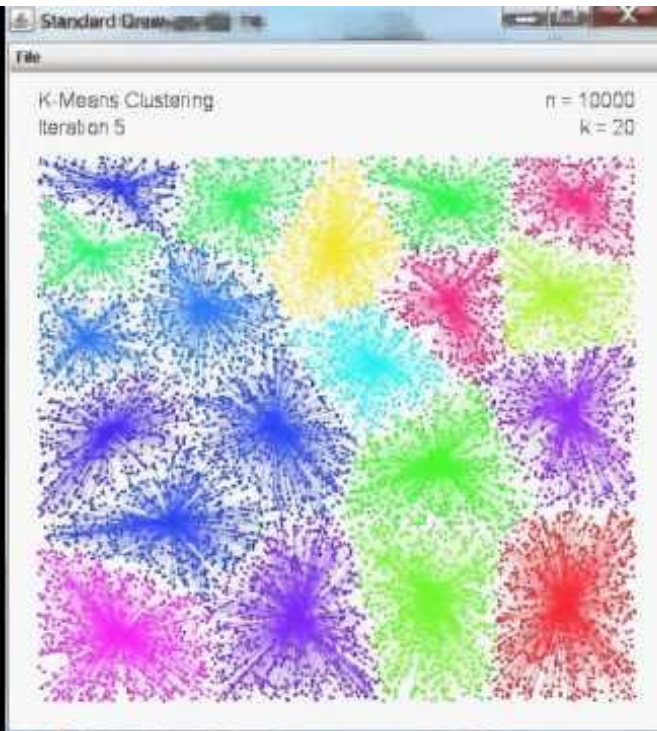 Standard Draw
File
K-Means Clustering
n = 10000
Iteration 5
k = 20